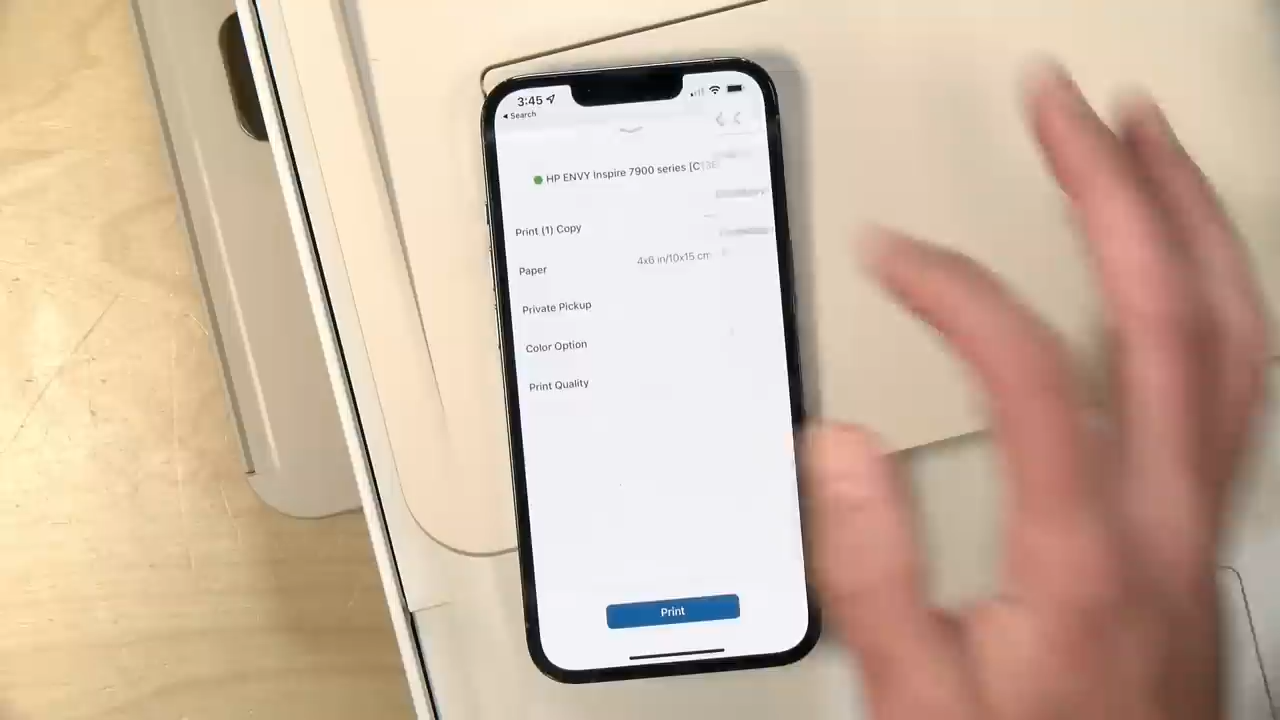 3:45
Search
HP ENVY Inspire 7900 series
Print (1) Copy
Paper 4x6 in/10x15 cm
Private Pickup
Color Option
Print Quality
Print